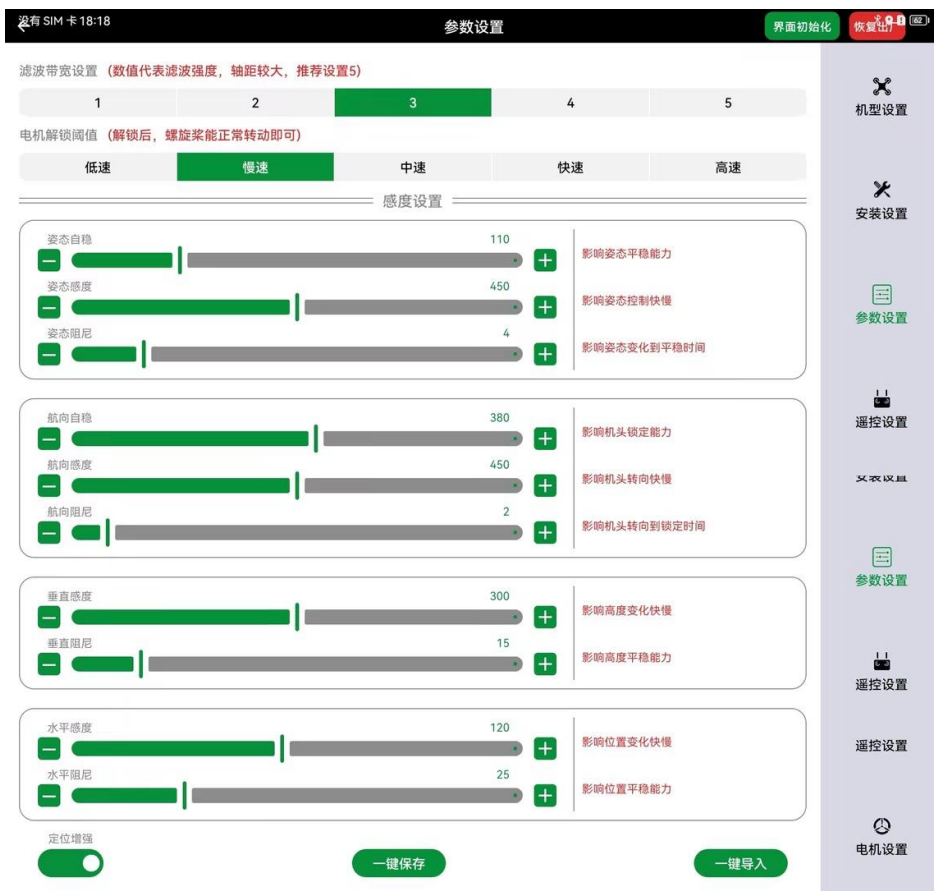 没有 SIM 卡 18:18
参数设置
界面初始化
恢复出厂
62
滤波带宽设置 (数值代表滤波强度，轴距较大，推荐设置5)
1 2 3 4 5
电机解锁阈值 (解锁后，螺旋桨能正常转动即可)
低速 慢速 中速 快速 高速
感度设置
姿态自稳 110
影响姿态平稳能力
姿态感度 450
影响姿态控制快慢
姿态阻尼 4
影响姿态变化到平稳时间
航向自稳 380
影响机头锁定能力
航向感度 450
影响机头转向快慢
航向阻尼 2
影响机头转向到锁定时间
垂直感度 300
影响高度变化快慢
垂直阻尼 15
影响高度平稳能力
水平感度 120
影响位置变化快慢
水平阻尼 25
影响位置平稳能力
定位增强
一键保存
一键导入
机型设置
安装设置
参数设置
遥控设置
安装设置
参数设置
遥控设置
遥控设置
电机设置